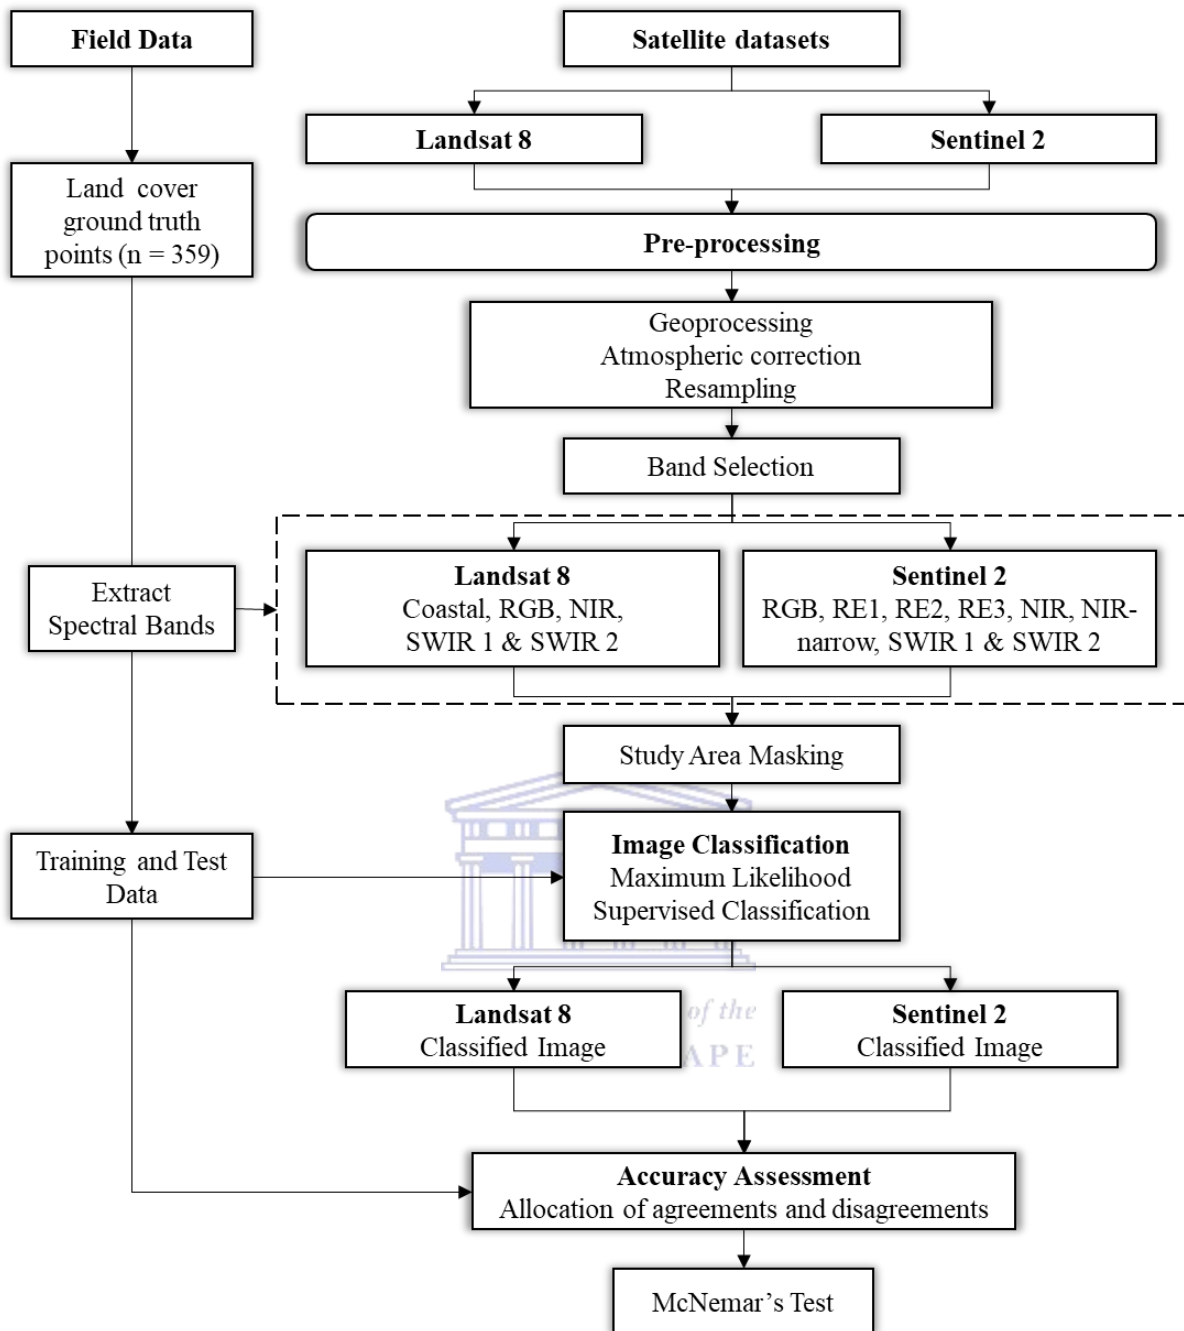 Field Data
Satellite datasets
Landsat 8
Sentinel 2
Land cover
ground truth
points (n = 359)
Pre-processing
Geoprocessing
Atmospheric correction
Resampling
Band Selection
Extract
Spectral Bands
Landsat 8
Coastal, RGB, NIR,
SWIR 1 & SWIR 2
Sentinel 2
RGB, RE1, RE2, RE3, NIR, NIR-
narrow, SWIR 1 & SWIR 2
Study Area Masking
Training and Test
Data
Image Classification
Maximum Likelihood
Supervised Classification
Landsat 8
Classified Image
Sentinel 2
Classified Image
of the
Accuracy Assessment
Allocation of agreements and disagreements
McNemar’s Test